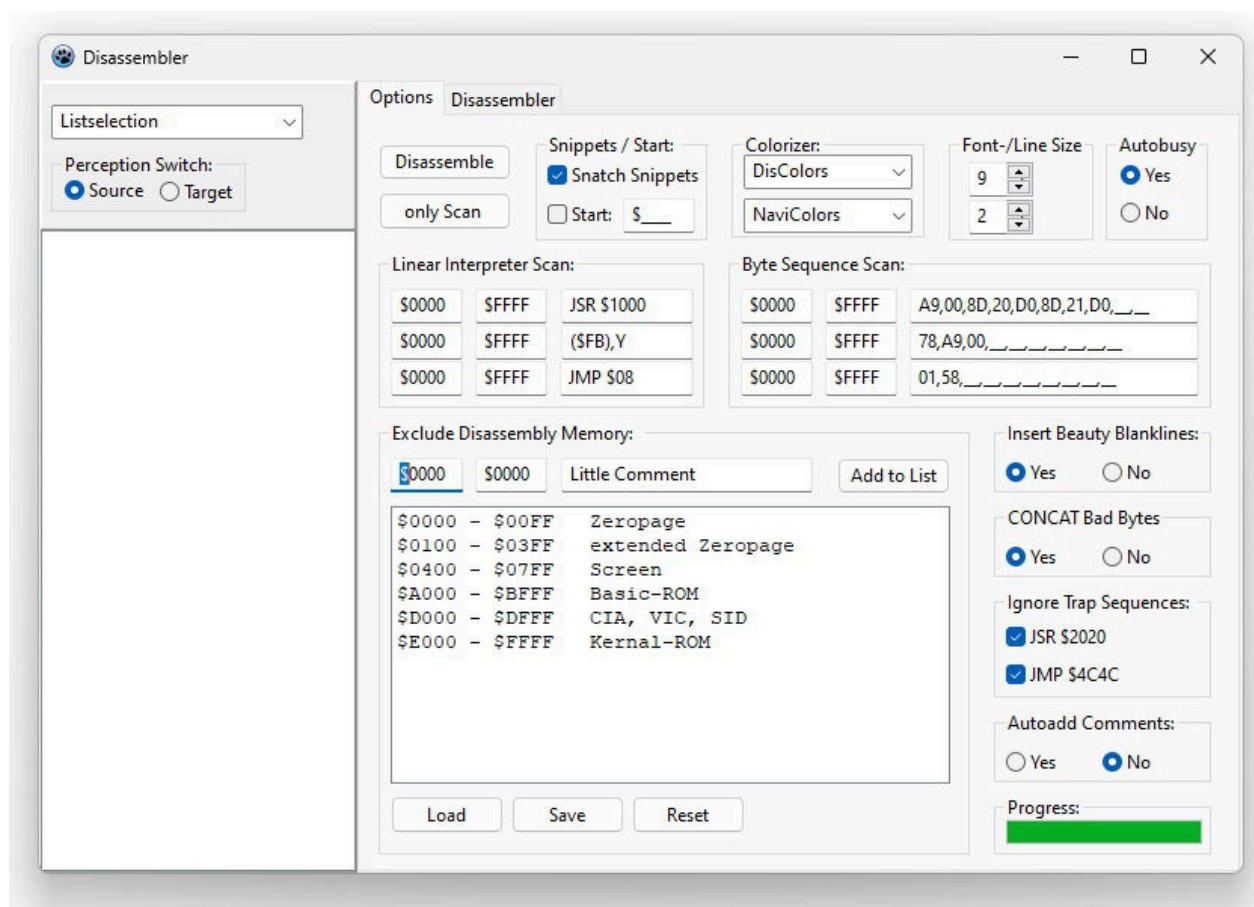 Disassembler
Listselection
Perception Switch:
Source Target
Options Disassembler
Disassemble
only Scan
Snippets / Start:
Snatch Snippets
Start: $___
Colorizer:
DisColors
NaviColors
Font-/Line Size
9
2
Autobusy
Yes
No
Linear Interpreter Scan:
$0000 $FFFF JSR $1000
$0000 $FFFF ($FB),Y
$0000 $FFFF JMP $08
Byte Sequence Scan:
$0000 $FFFF A9,00,8D,20,D0,8D,21,D0,__,__
$0000 $FFFF 78,A9,00,__,__,__,__,__,__,__
$0000 $FFFF 01,58,__,__,__,__,__,__,__,__
Exclude Disassembly Memory:
$0000 $0000 Little Comment Add to List
$0000 - $00FF Zeropage
$0100 - $03FF extended Zeropage
$0400 - $07FF Screen
$A000 - $BFFF Basic-ROM
$D000 - $DFFF CIA, VIC, SID
$E000 - $FFFF Kernal-ROM
Load Save Reset
Insert Beauty Blanklines:
Yes No
CONCAT Bad Bytes
Yes No
Ignore Trap Sequences:
JSR $2020
JMP $4C4C
Autoadd Comments:
Yes No
Progress: